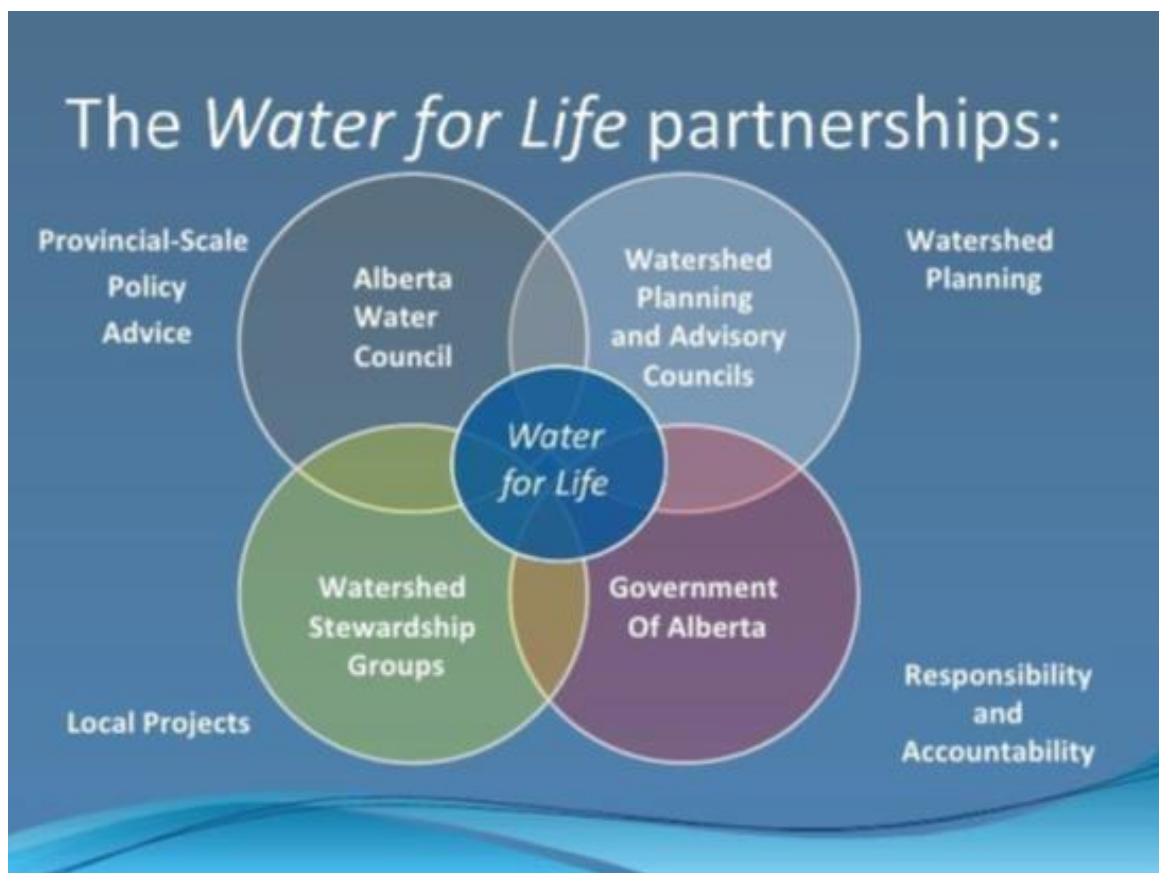 The Water for Life partnerships:
Provincial-Scale
Policy
Advice
Alberta
Water
Council
Watershed
Planning
and Advisory
Councils
Watershed
Planning
Water
for Life
Watershed
Stewardship
Groups
Government
Of Alberta
Local Projects
Responsibility
and
Accountability